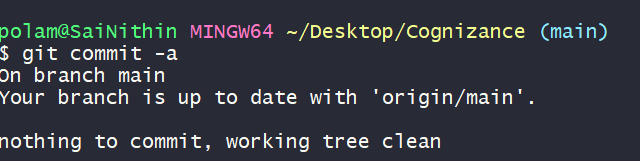 polam@SaiNithin MINGW64 ~/Desktop/Cognizance (main)
$ git commit -a
On branch main
Your branch is up to date with 'origin/main'.
nothing to commit, working tree clean